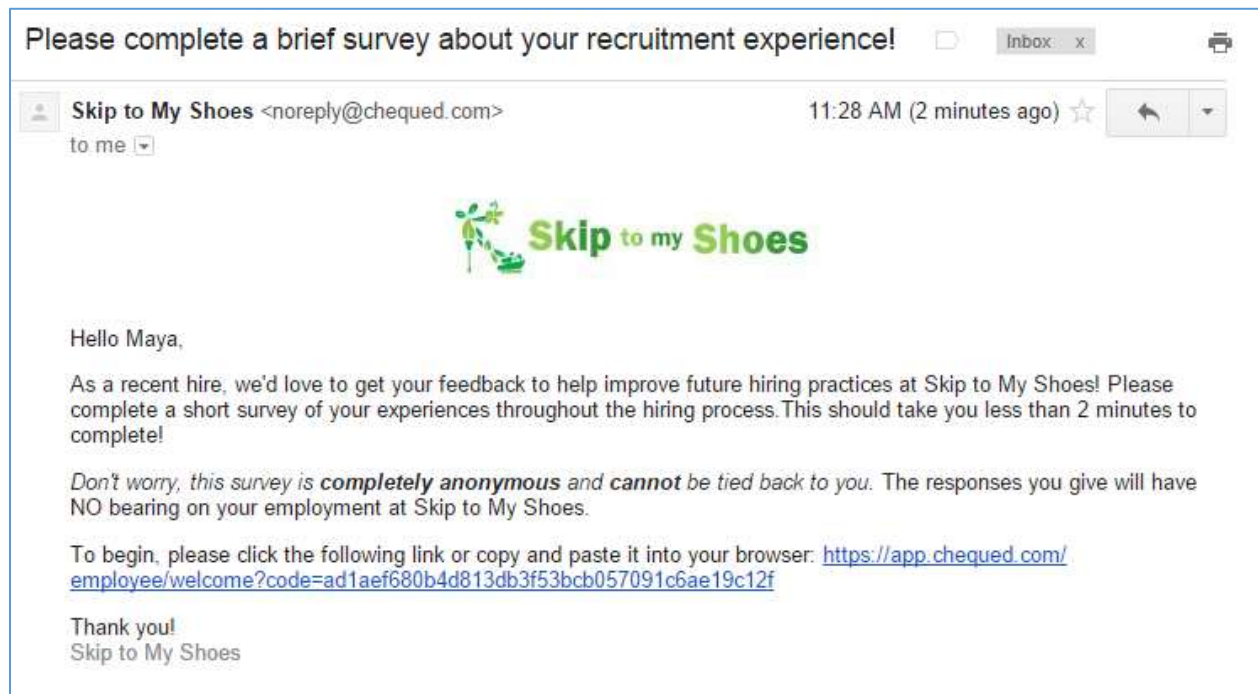 Please complete a brief survey about your recruitment experience! Inbox x
Skip to My Shoes <noreply@chequed.com> 11:28 AM (2 minutes ago)
to me
Skip to my Shoes
Hello Maya,
As a recent hire, we'd love to get your feedback to help improve future hiring practices at Skip to My Shoes! Please
complete a short survey of your experiences throughout the hiring process.This should take you less than 2 minutes to
complete!
Don't worry, this survey is completely anonymous and cannot be tied back to you. The responses you give will have
NO bearing on your employment at Skip to My Shoes.
To begin, please click the following link or copy and paste it into your browser: https://app.chequed.com/
employee/welcome?code=ad1aef680b4d813db3f53bcb057091c6ae19c12f
Thank you!
Skip to My Shoes